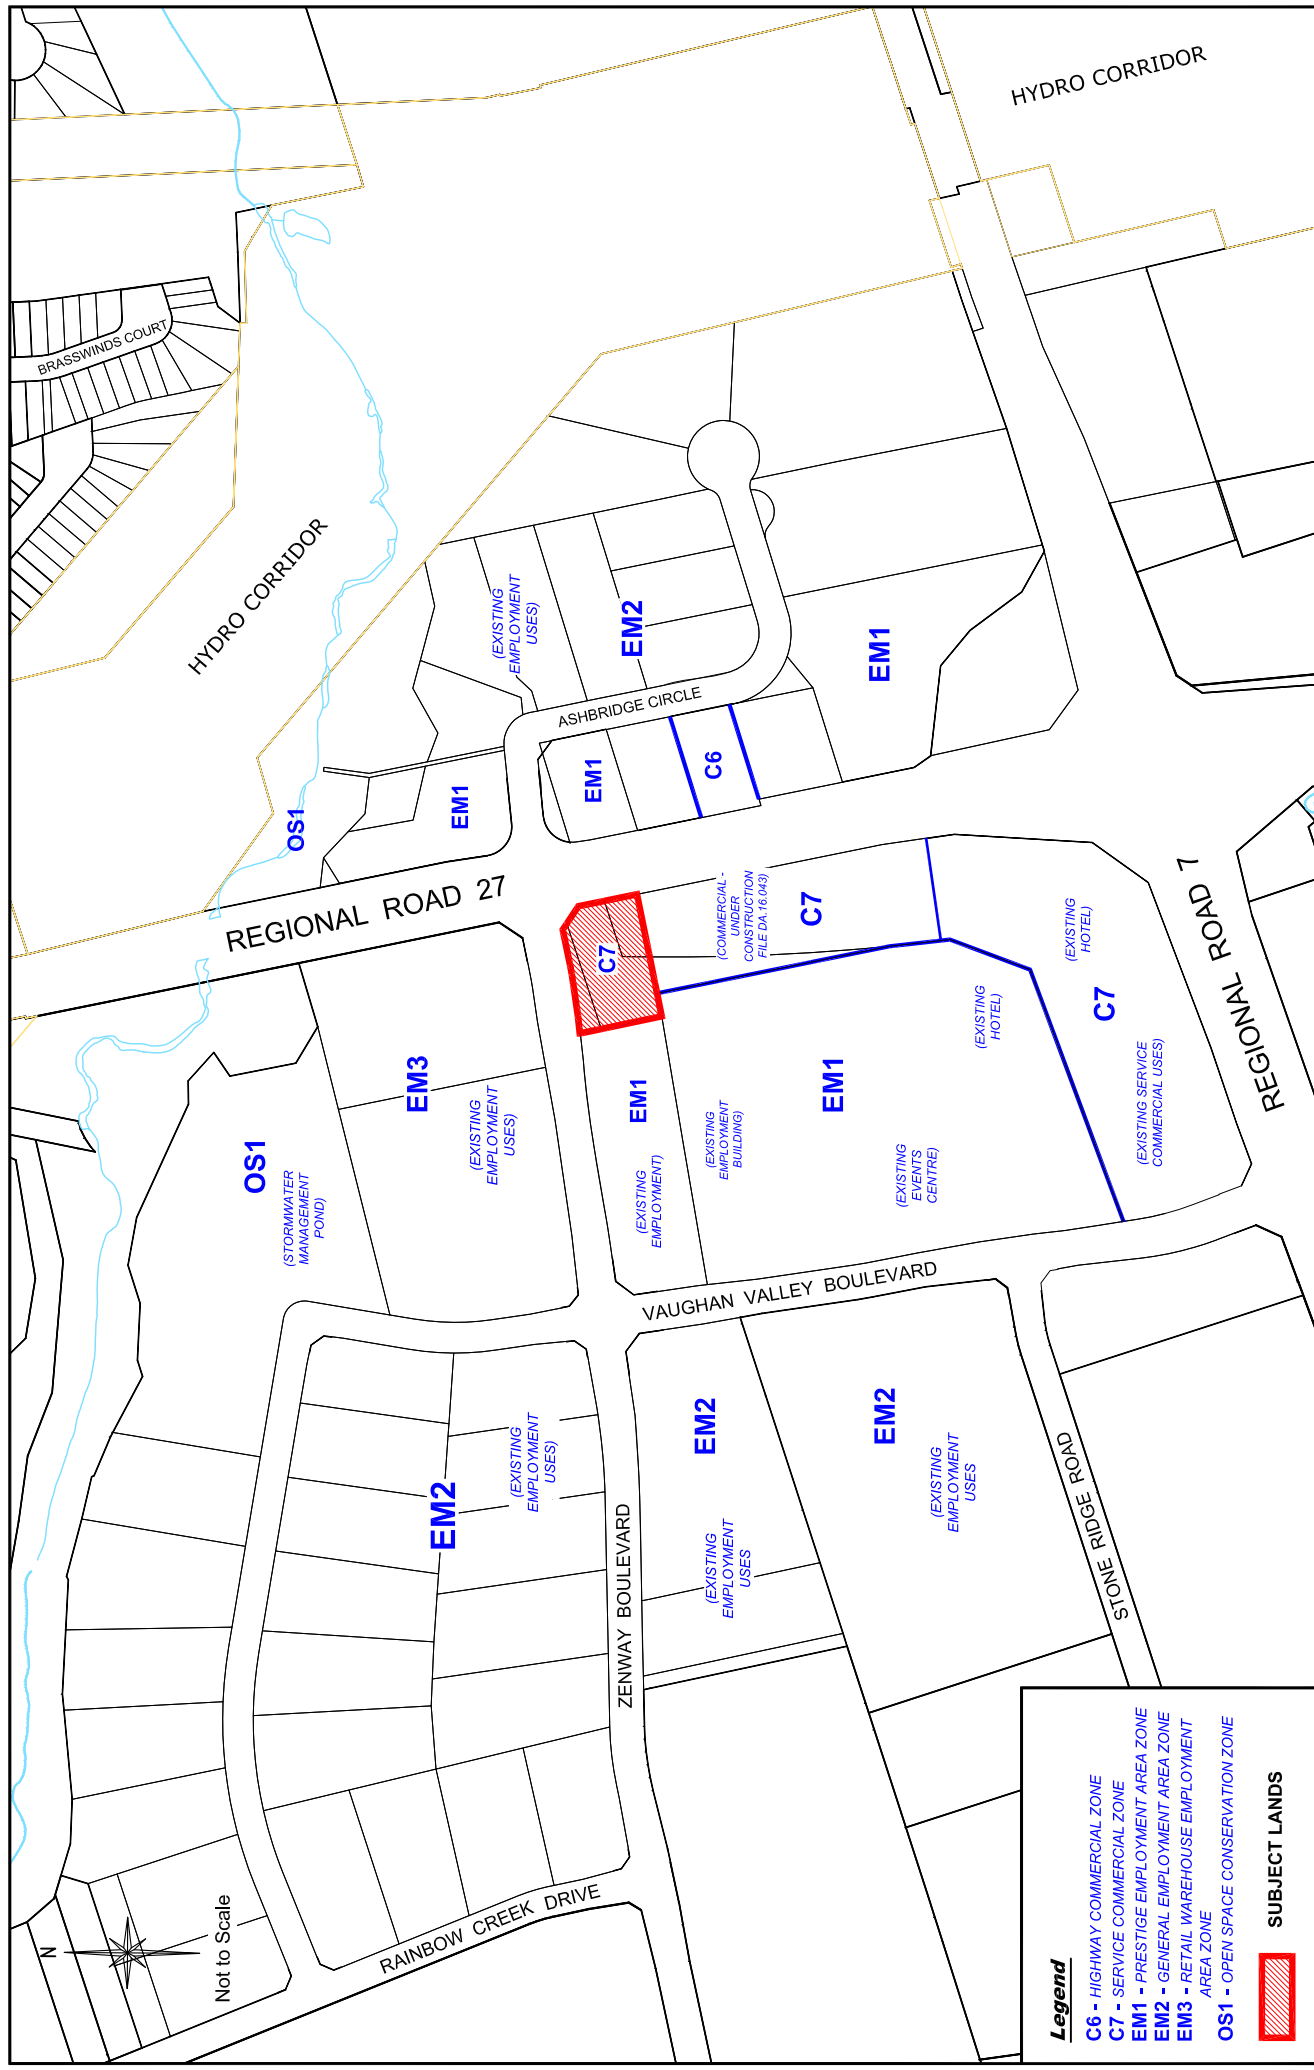 HYDRO CORRIDOR
BRASSWINDS COURT
HYDRO CORRIDOR
OS1
REGIONAL ROAD 27
EM1
(EXISTING
EMPLOYMENT
USES)
EM2
ASHBRIDGE CIRCLE
EM1
C6
EM1
C7
(COMMERCIAL -
UNDER
CONSTRUCTION
FILE DA.16.043)
C7
(EXISTING
HOTEL)
C7
(EXISTING SERVICE
COMMERCIAL USES)
REGIONAL ROAD 7
(EXISTING
HOTEL)
EM1
(EXISTING
EVENTS
CENTRE)
(EXISTING
EMPLOYMENT
BUILDING)
EM1
(EXISTING
EMPLOYMENT)
EM3
(EXISTING
EMPLOYMENT
USES)
OS1
(STORMWATER
MANAGEMENT
POND)
VAUGHAN VALLEY BOULEVARD
EM2
(EXISTING
EMPLOYMENT
USES)
EM2
(EXISTING
EMPLOYMENT
USES
EM2
(EXISTING
EMPLOYMENT
USES
ZENWAY BOULEVARD
STONE RIDGE ROAD
RAINBOW CREEK DRIVE
N
Not to Scale
Legend
C6 - HIGHWAY COMMERCIAL ZONE
C7 - SERVICE COMMERCIAL ZONE
EM1 - PRESTIGE EMPLOYMENT AREA ZONE
EM2 - GENERAL EMPLOYMENT AREA ZONE
EM3 - RETAIL WAREHOUSE EMPLOYMENT
AREA ZONE
OS1 - OPEN SPACE CONSERVATION ZONE
SUBJECT LANDS